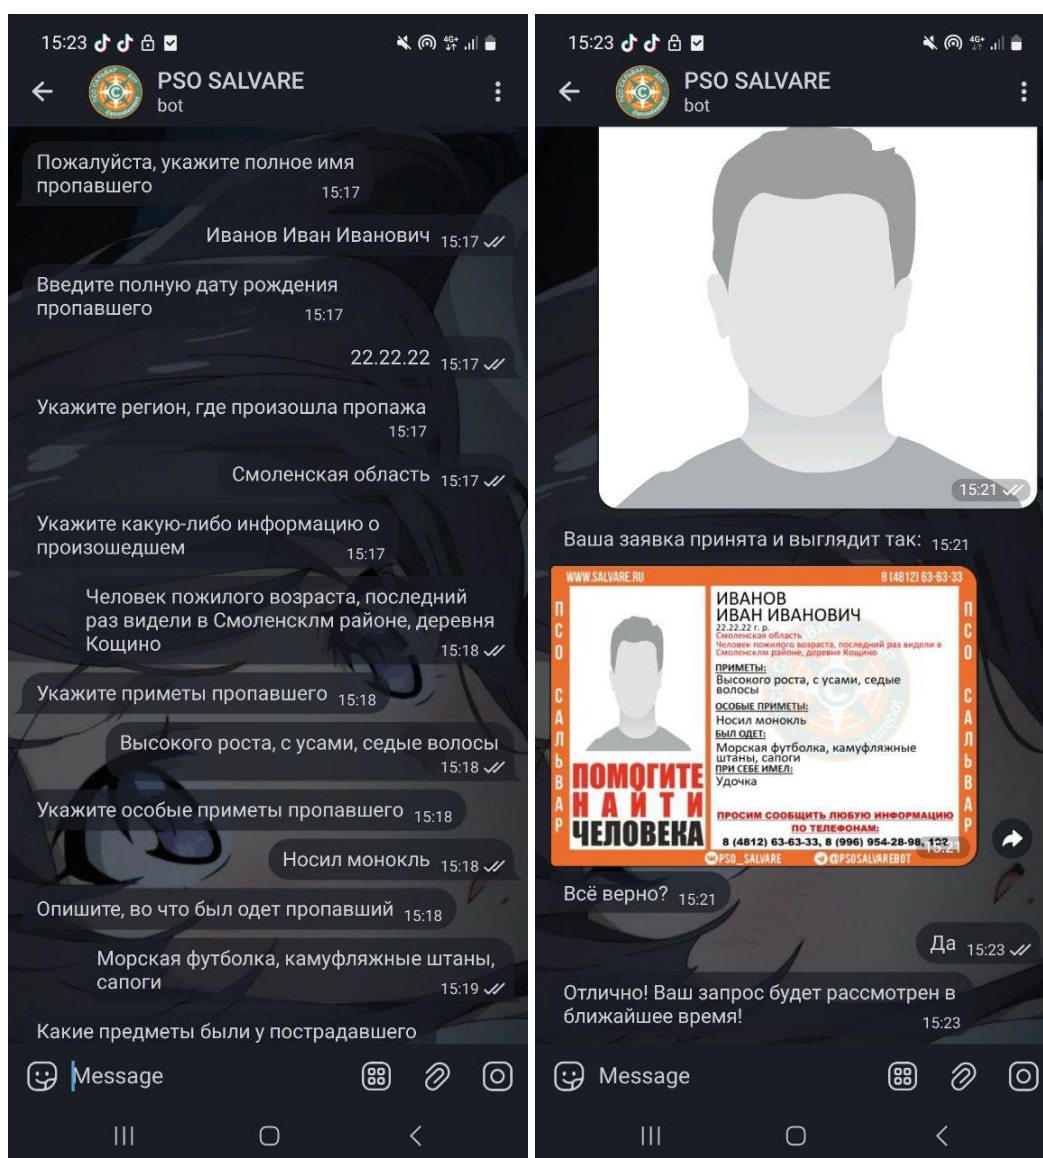 15:23
4G+
PSO SALVARE
bot
Пожалуйста, укажите полное имя
пропавшего
15:17
Иванов Иван Иванович 15:17
Введите полную дату рождения
пропавшего
15:17
22.22.22 15:17
Укажите регион, где произошла пропажа
15:17
Смоленская область 15:17
Укажите какую-либо информацию о
произошедшем
15:17
Человек пожилого возраста, последний
раз видели в Смоленсклм районе, деревня
Кощино
15:18
Укажите приметы пропавшего 15:18
Высокого роста, с усами, седые волосы
15:18
Укажите особые приметы пропавшего 15:18
Носил монокль 15:18
Опишите, во что был одет пропавший 15:18
Морская футболка, камуфляжные штаны,
сапоги
15:19
Какие предметы были у пострадавшего
Message
15:23
4G+
PSO SALVARE
bot
15:21
Ваша заявка принята и выглядит так: 15:21
WWW.SALVARE.RU
8 (4812) 63-63-33
ПСО САЛЬВАР
ИВАНОВ
ИВАН ИВАНОВИЧ
22.22.22 г. р.
Смоленская область
Человек пожилого возраста, последний раз видели в
Смоленсклм районе, деревня Кощино
ПРИМЕТЫ:
Высокого роста, с усами, седые
волосы
ОСОБЫЕ ПРИМЕТЫ:
Носил монокль
БЫЛ ОДЕТ:
Морская футболка, камуфляжные
штаны, сапоги
ПРИ СЕБЕ ИМЕЛ:
Удочка
ПОМОГИТЕ
НАЙТИ
ЧЕЛОВЕКА
ПРОСИМ СООБЩИТЬ ЛЮБУЮ ИНФОРМАЦИЮ
ПО ТЕЛЕФОНАМ:
8 (4812) 63-63-33, 8 (996) 954-28-98,
15:21
PSO_SALVARE
@PSOSALVAREBOT
ПСО САЛЬВАР
Всё верно? 15:21
Да 15:23
Отлично! Ваш запрос будет рассмотрен в
ближайшее время!
15:23
Message